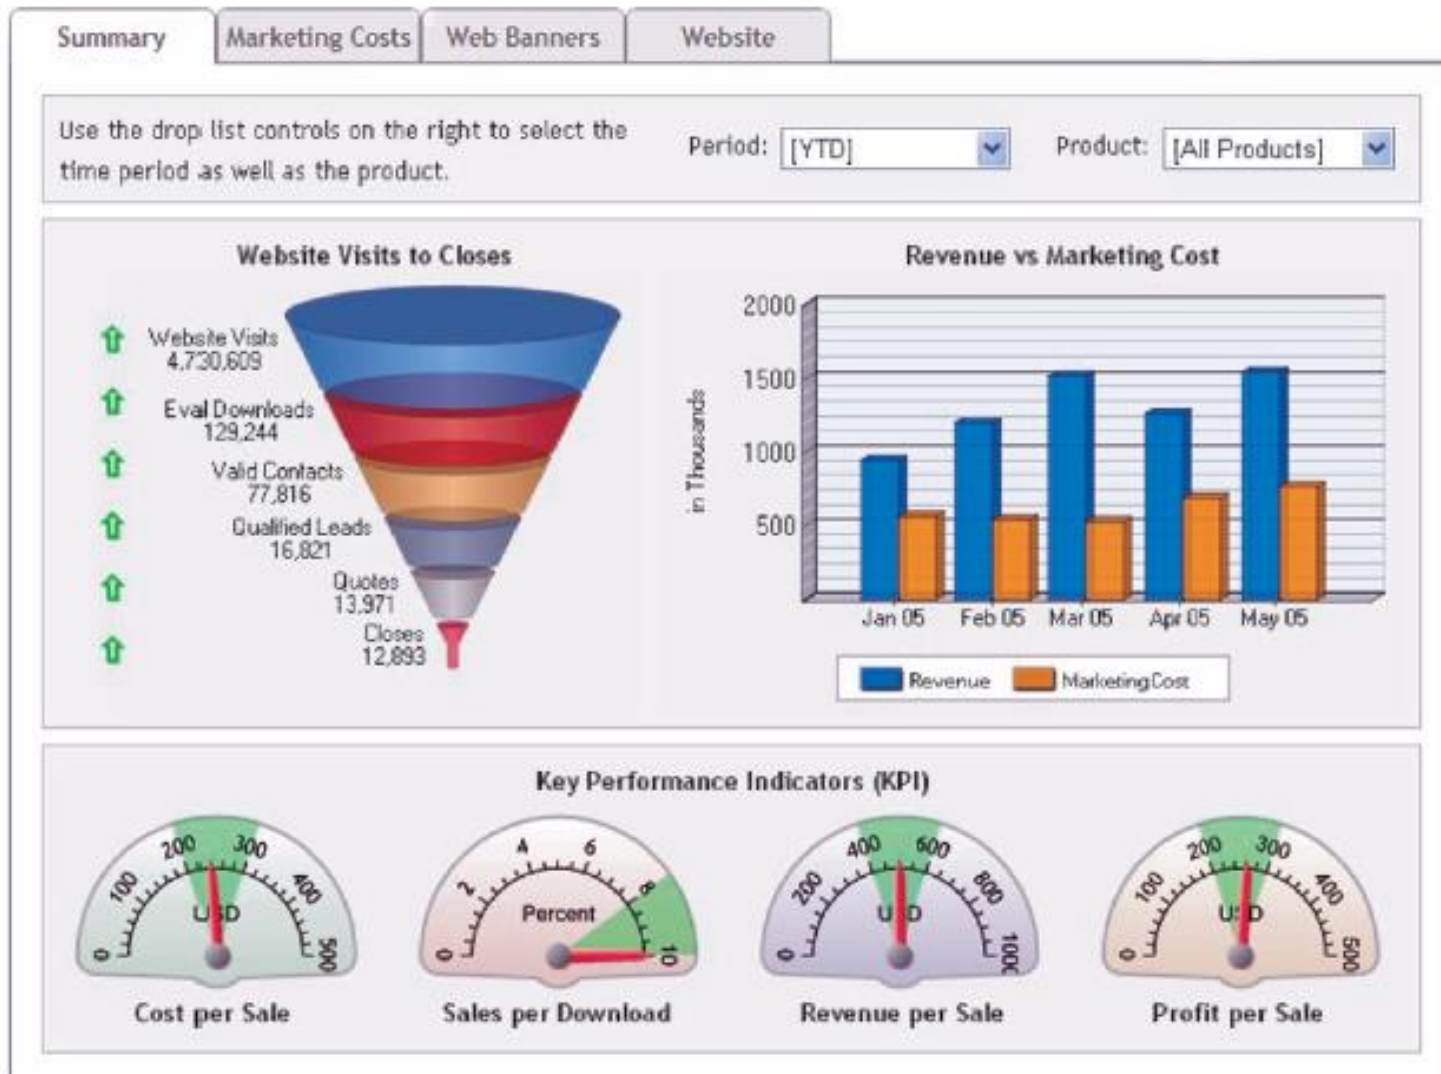 Summary
Marketing Costs
Web Banners
Website
Use the drop list controls on the right to select the
time period as well as the product.
Period:
[YTD]
Product:
[All Products]
Website Visits to Closes
Website Visits
4,730,609
Eval Downloads
129,244
Valid Contacts
77,816
Qualified Leads
16,821
Quotes
13,971
Closes
12,893
Revenue vs Marketing Cost
2000
1500
1000
500
in Thousands
Jan 05
Feb 05
Mar 05
Apr 05
May 05
Revenue
MarketingCost
Key Performance Indicators (KPI)
0
100
200
300
400
500
USD
Cost per Sale
0
2
4
6
8
10
Percent
Sales per Download
0
200
400
600
800
1000
USD
Revenue per Sale
0
100
200
300
400
500
USD
Profit per Sale